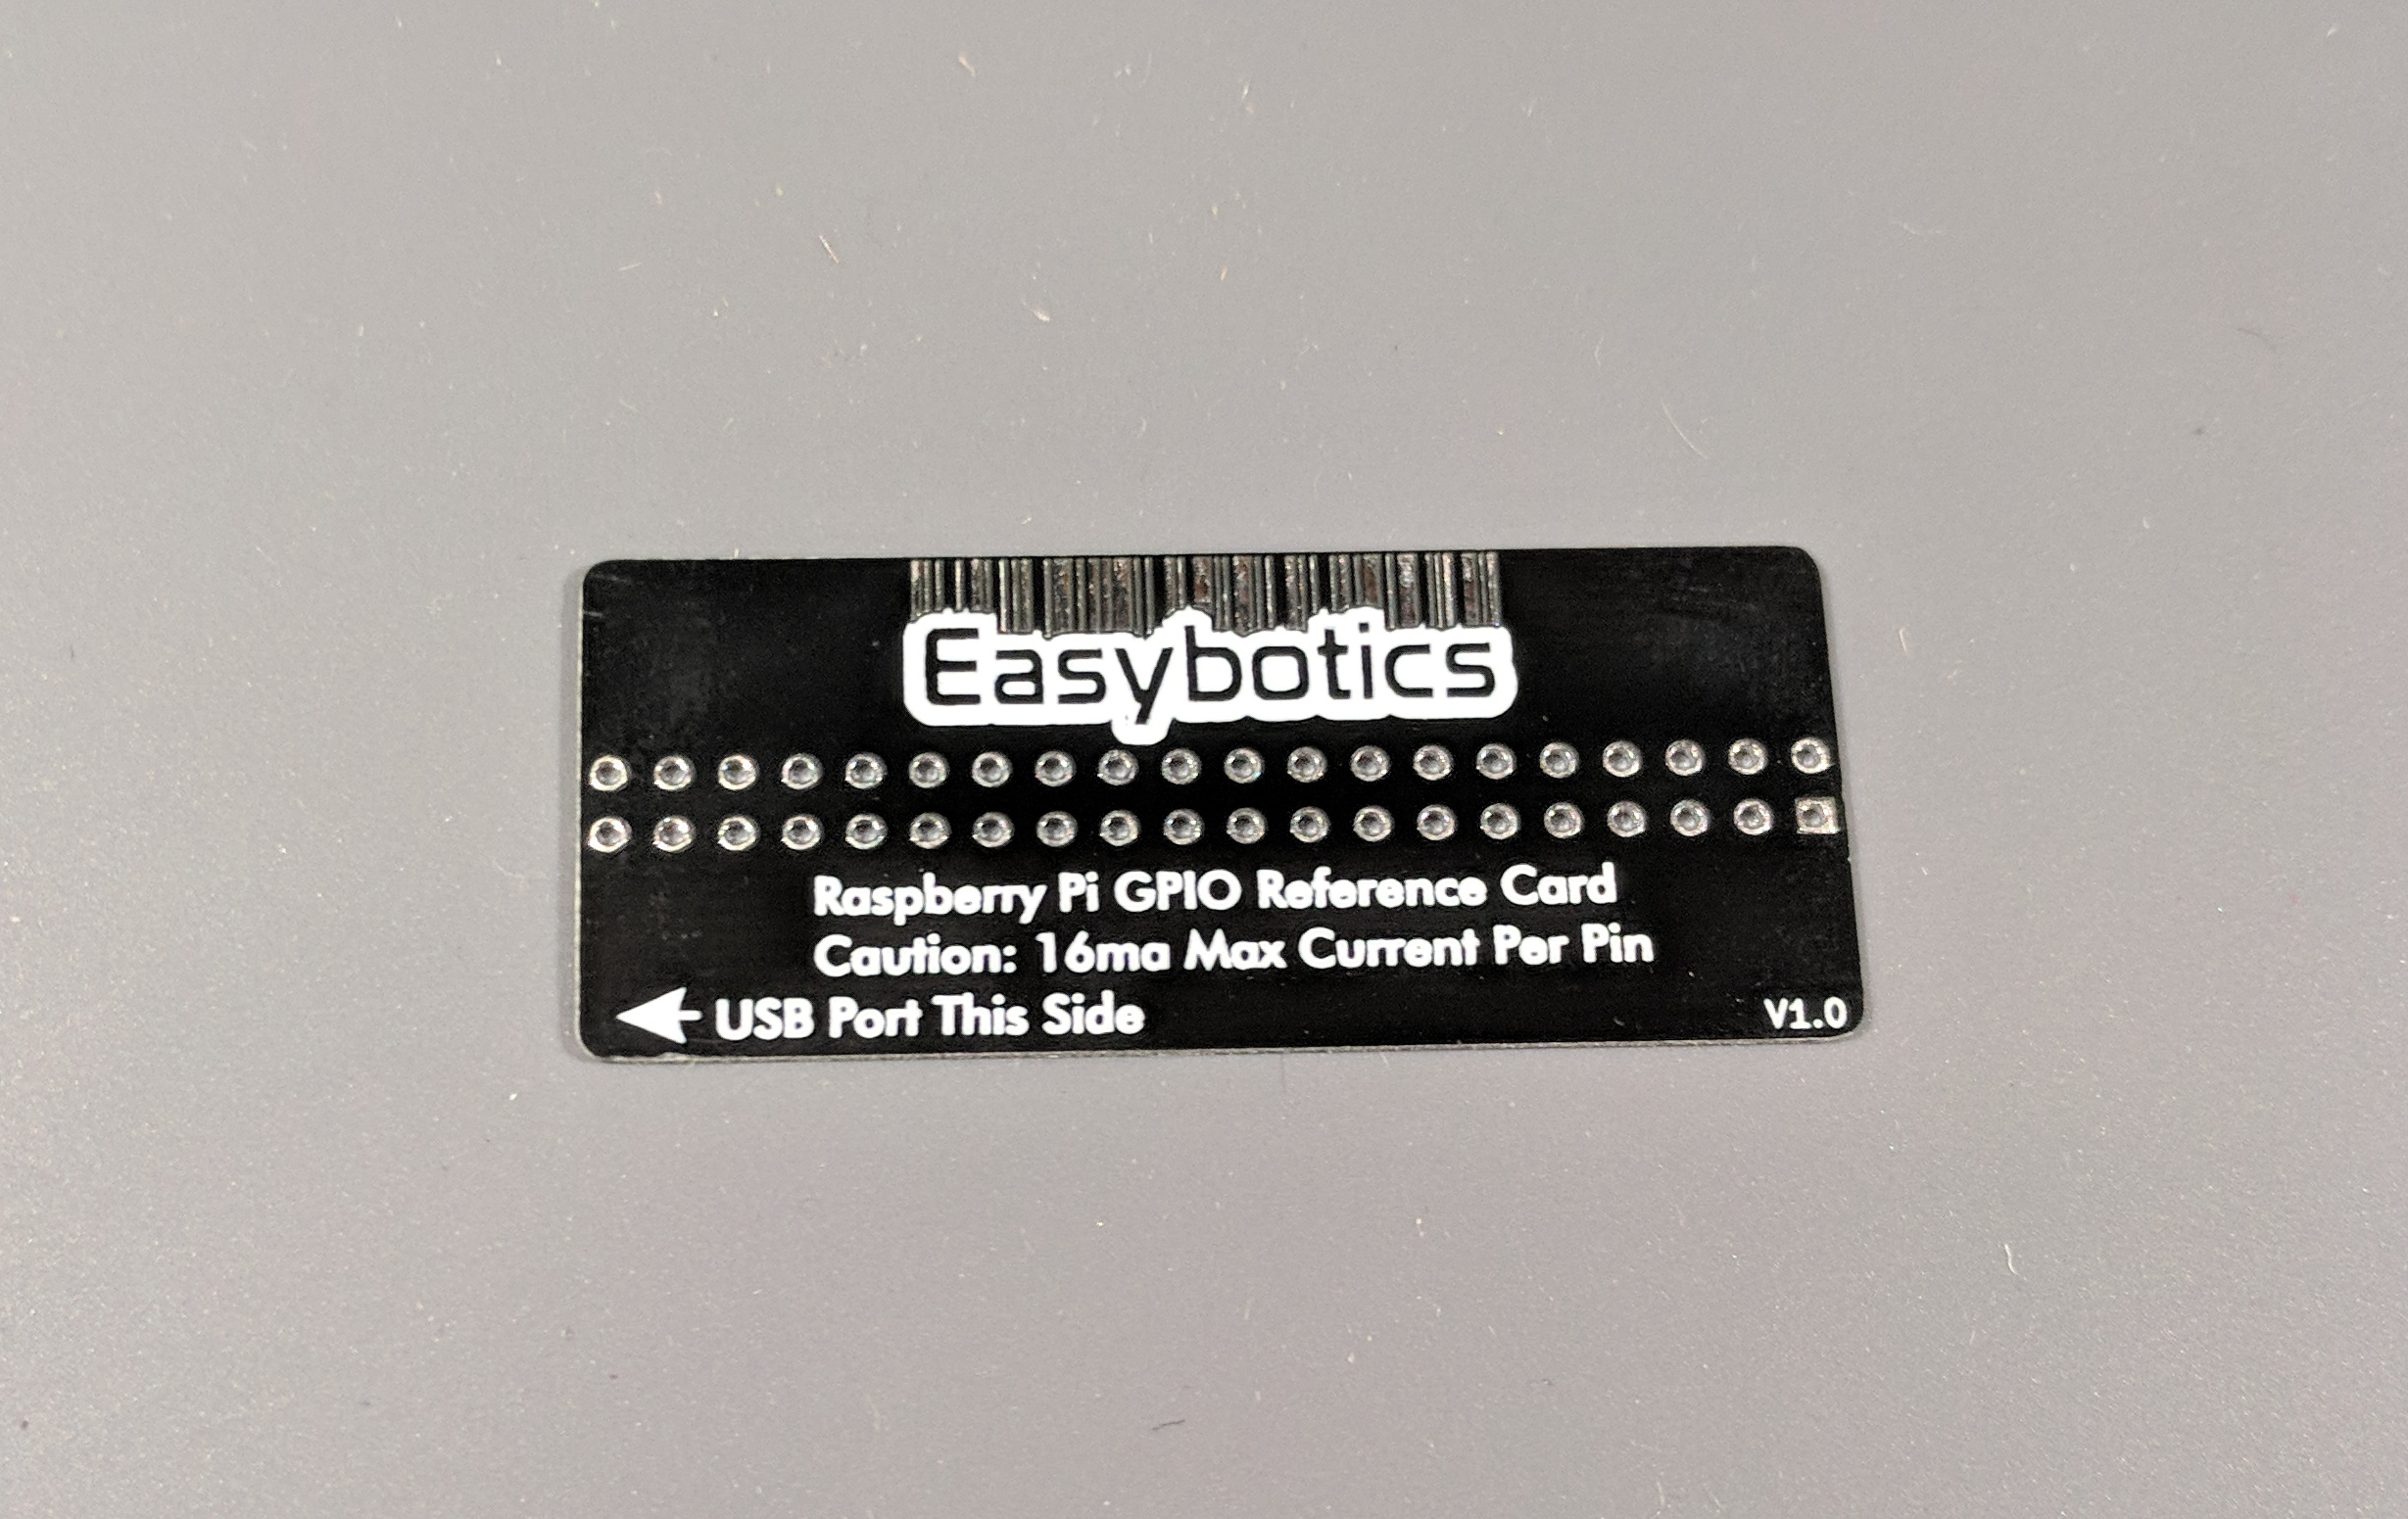 Easybotics
Raspberry Pi GPIO Reference Card
Caution: 16ma Max Current Per Pin
USB Port This Side
V1.0